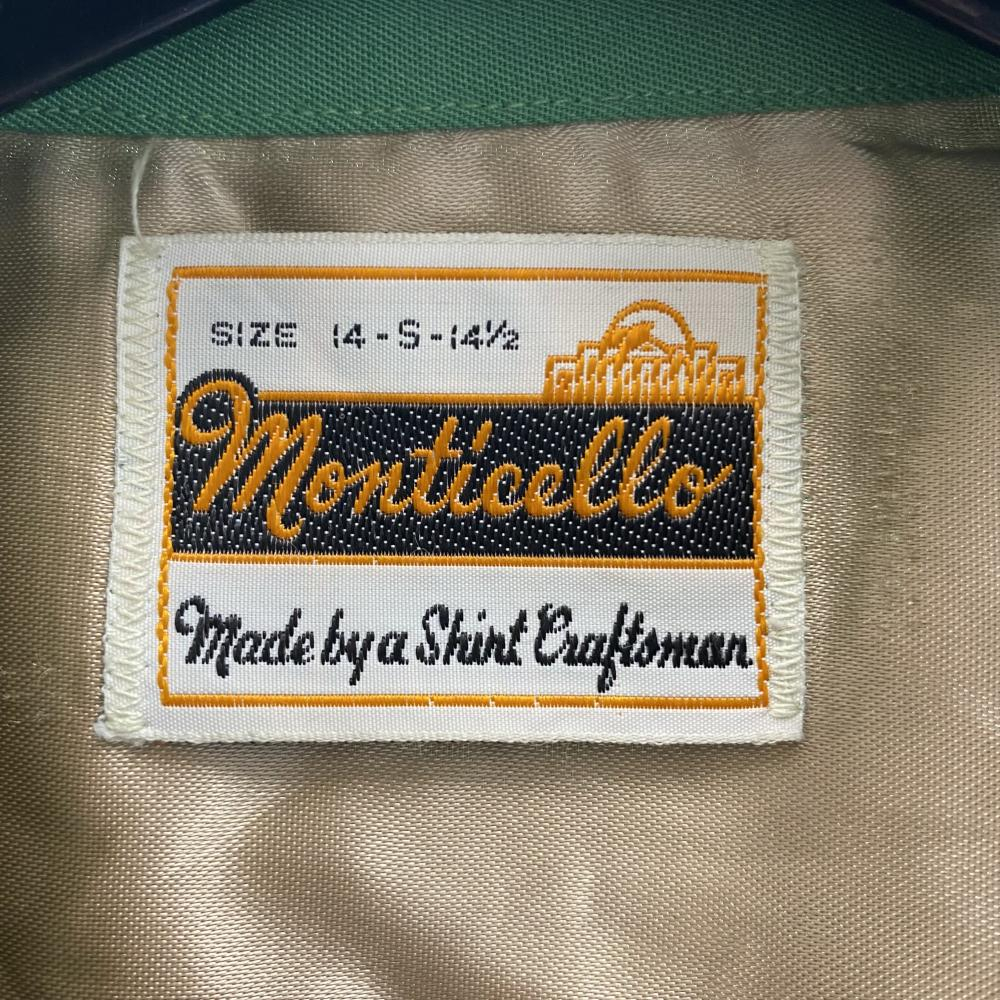 SIZE 14-S-14½
Monticello
Made by a Shirt Craftsman